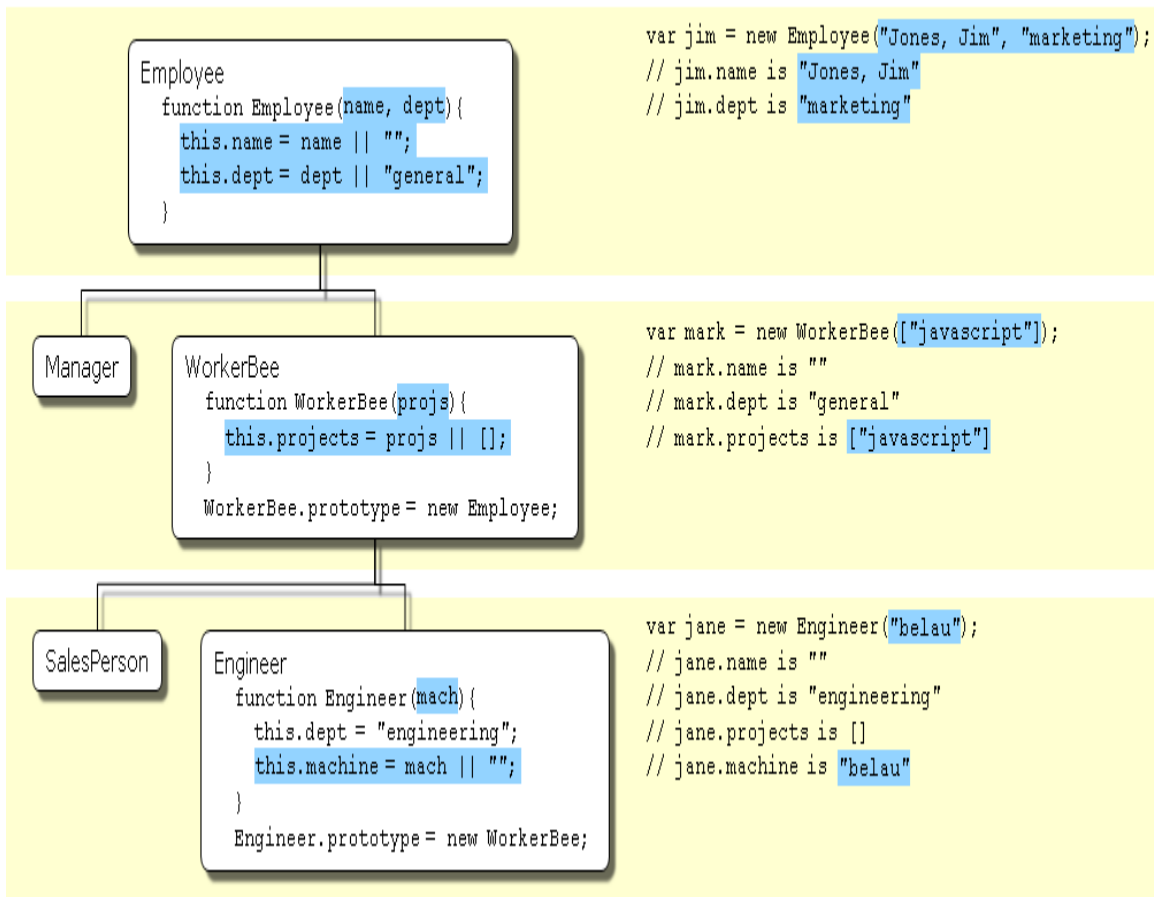 Employee
function Employee(name, dept){
this.name = name || "";
this.dept = dept || "general";
}
var jim = new Employee("Jones, Jim", "marketing");
// jim.name is "Jones, Jim"
// jim.dept is "marketing"
Manager
WorkerBee
function WorkerBee(projs){
this.projects = projs || [];
}
WorkerBee.prototype = new Employee;
var mark = new WorkerBee(["javascript"]);
// mark.name is ""
// mark.dept is "general"
// mark.projects is ["javascript"]
SalesPerson
Engineer
function Engineer(mach){
this.dept = "engineering";
this.machine = mach || "";
}
Engineer.prototype = new WorkerBee;
var jane = new Engineer("belau");
// jane.name is ""
// jane.dept is "engineering"
// jane.projects is []
// jane.machine is "belau"